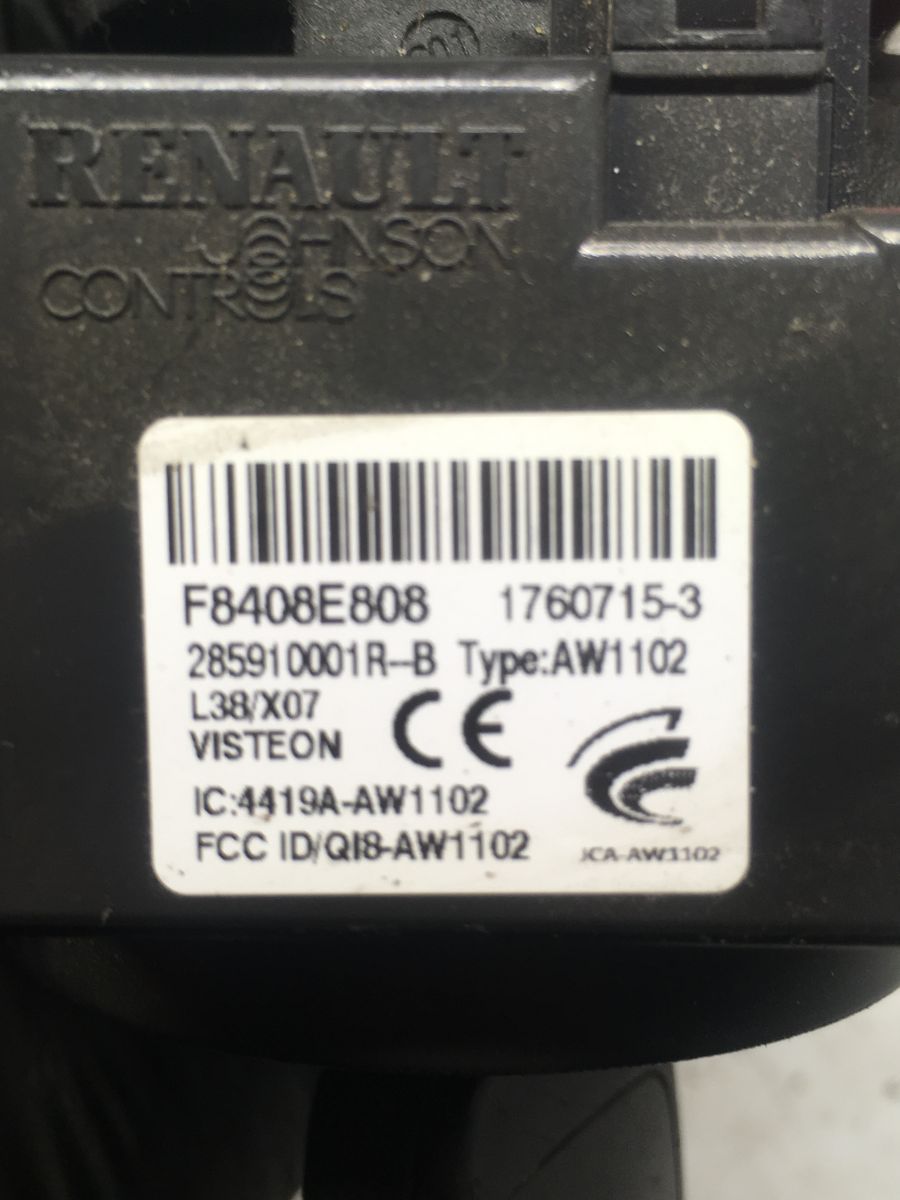 RENAULT
JOHNSON
CONTROLS
F8408E808 1760715-3
285910001R--B Type:AW1102
L38/X07
VISTEON CE
IC:4419A-AW1102
FCC ID/QI8-AW1102 JCA-AW1102